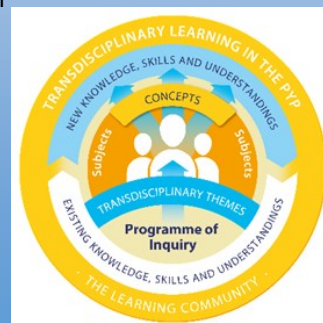 TRANSDISCIPLINARY LEARNING IN THE PYP
NEW KNOWLEDGE, SKILLS AND UNDERSTANDINGS
CONCEPTS
Subjects
Subjects
TRANSDISCIPLINARY THEMES
Programme of
Inquiry
EXISTING KNOWLEDGE, SKILLS AND UNDERSTANDINGS
· THE LEARNING COMMUNITY ·